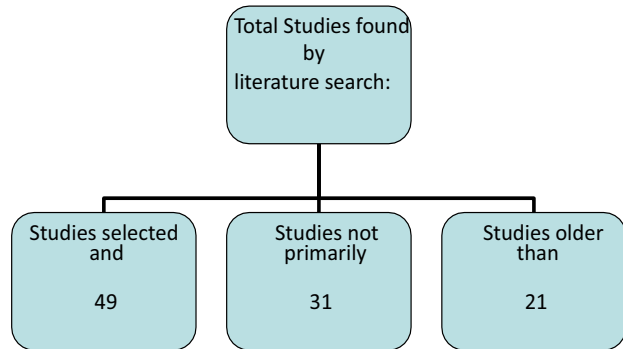 Total Studies found
by
literature search:
Studies selected
and
49
Studies not
primarily
31
Studies older
than
21